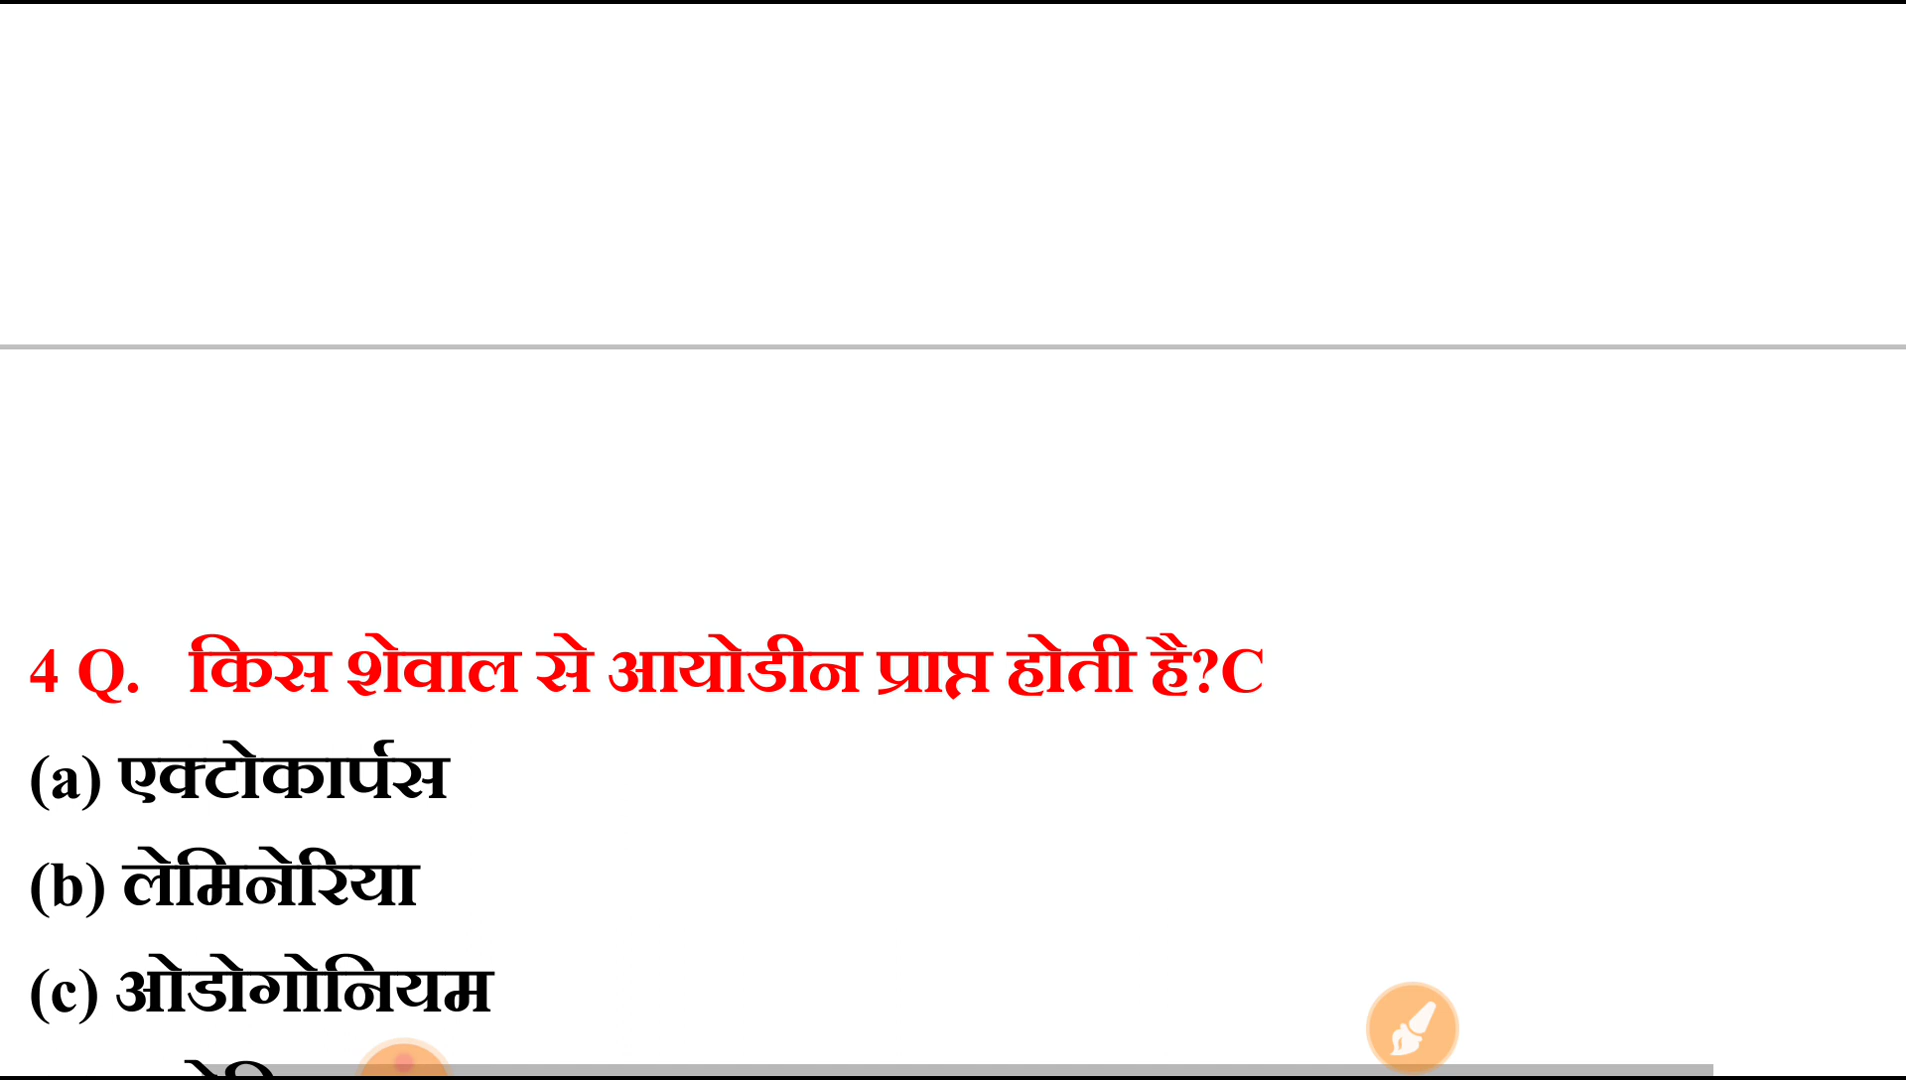 4 Q. किस शेवाल से आयोडीन प्राप्त होती है?C
(a) एक्टोकार्पस
(b) लेमिनेरिया
(c) ओडोगोनियम